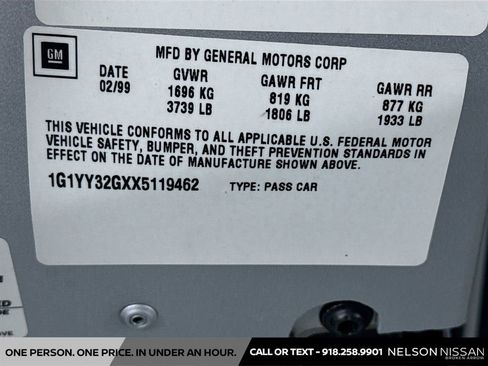 GM
MFD BY GENERAL MOTORS CORP
DATE GVWR GAWR FRT GAWR RR
02/99 1696 KG 819 KG 877 KG
3739 LB 1806 LB 1933 LB
THIS VEHICLE CONFORMS TO ALL APPLICABLE U.S. FEDERAL MOTOR
VEHICLE SAFETY, BUMPER, AND THEFT PREVENTION STANDARDS IN
EFFECT ON THE DATE OF MANUFACTURE SHOWN ABOVE.
1G1YY32GXX5119462 TYPE: PASS CAR
ONE PERSON. ONE PRICE. IN UNDER AN HOUR. CALL OR TEXT - 918.258.9901 NELSON NISSAN
BROKEN ARROW